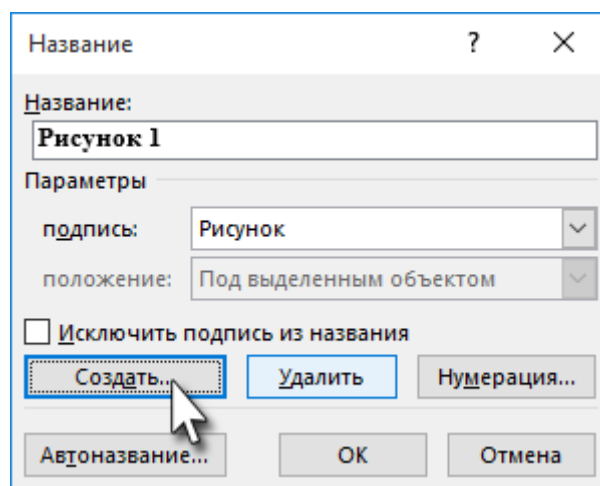 Название ? ×
Название:
Рисунок 1
Параметры
подпись: Рисунок
положение: Под выделенным объектом
Исключить подпись из названия
Создать... Удалить Нумерация...
Автоназвание... ОК Отмена